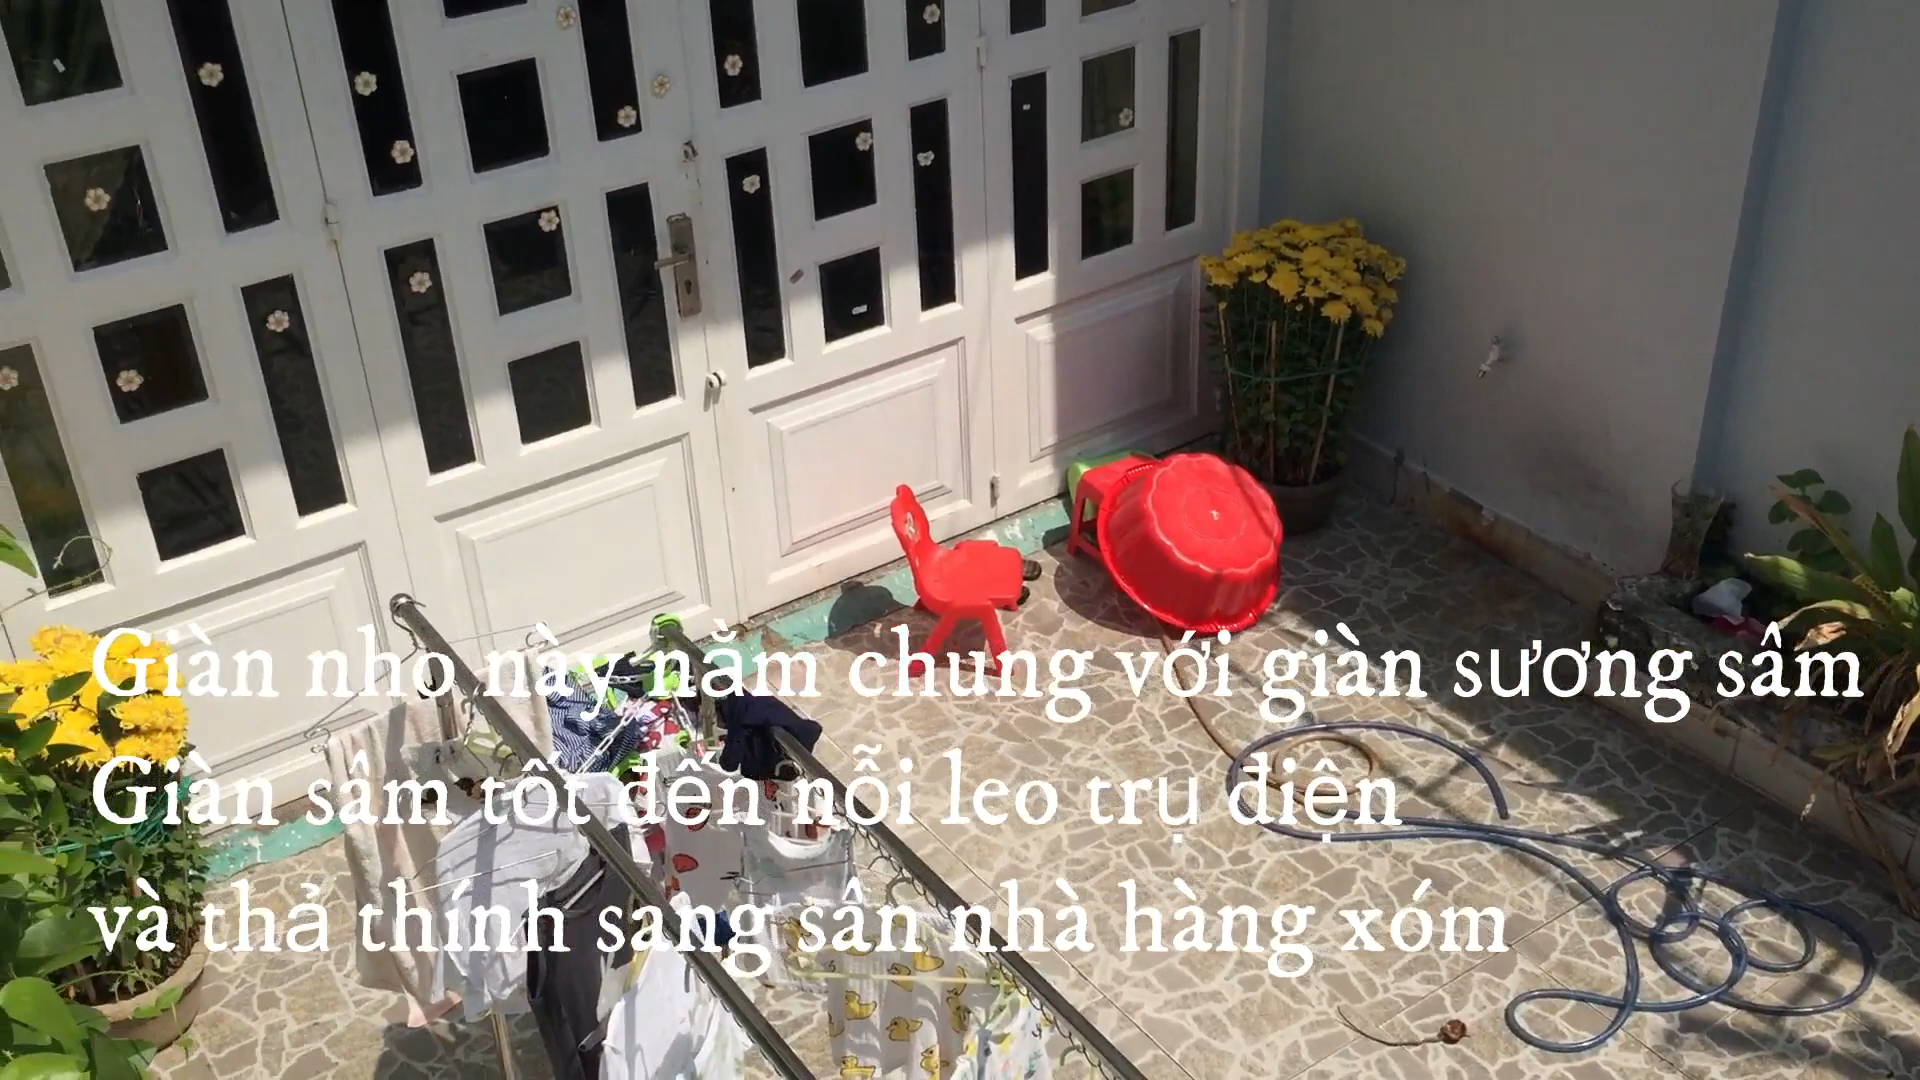 Giàn nho này nằm chung với giàn sương sâm
Giàn sâm tốt đến nỗi leo trụ điện
và thả thính sang sân nhà hàng xóm